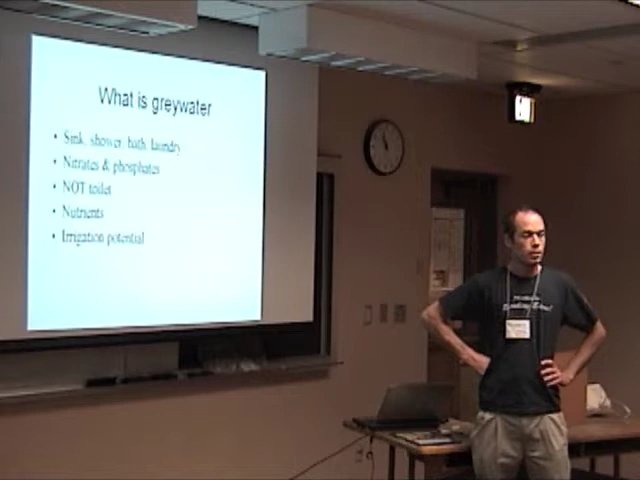 What is greywater
• Sink, shower, bath, laundry
• Nitrates & phosphates
• NOT toilet
• Nutrients
• Irrigation potential